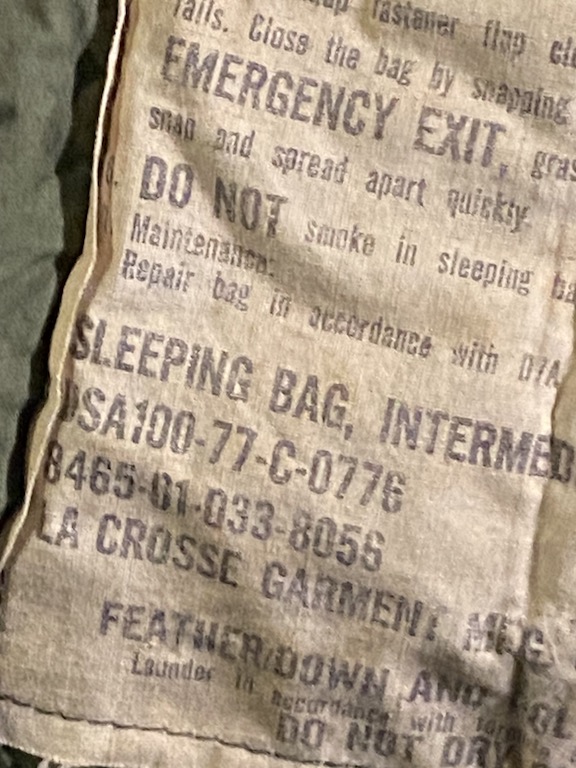 fastener flap
Close the bag by snapping
EMERGENCY EXIT,
snap and spread apart quickly.
DO NOT smoke in sleeping
Maintenance:
Repair bag in accordance with
SLEEPING BAG, INTERMED
DSA100-77-C-0776
8465-01-033-8056
LA CROSSE GARMENT MFG.
FEATHER/DOWN AND
Launder in accordance with
DO NOT DRY